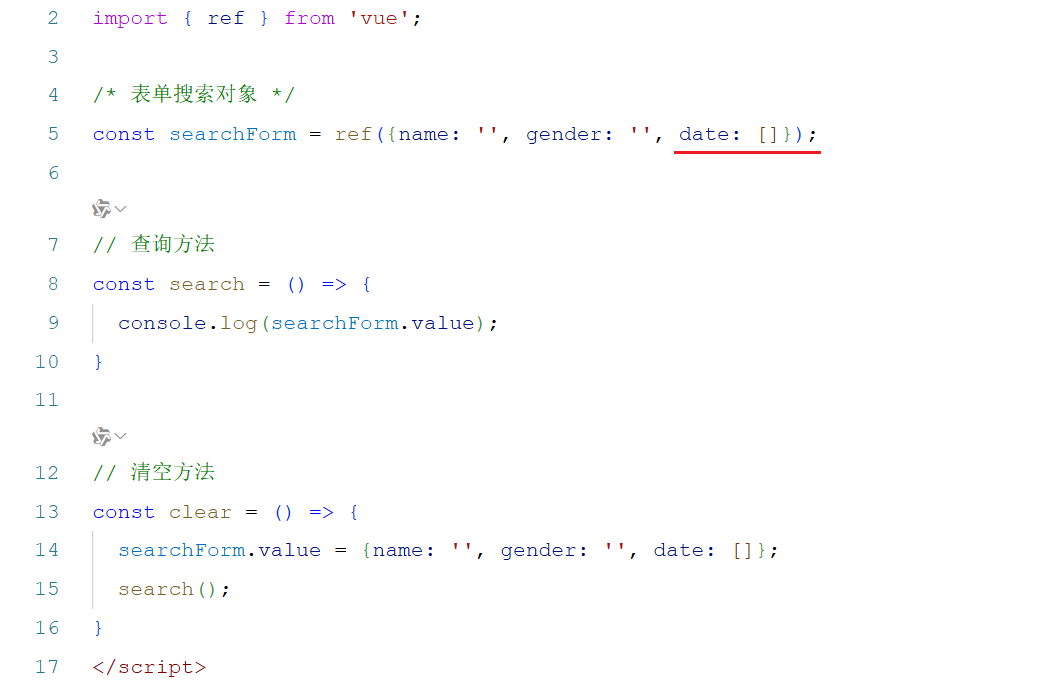 2 import { ref } from 'vue';
3
4 /* 表单搜索对象 */
5 const searchForm = ref({name: '', gender: '', date: []});
6
7 // 查询方法
8 const search = () => {
9   console.log(searchForm.value);
10 }
11
12 // 清空方法
13 const clear = () => {
14   searchForm.value = {name: '', gender: '', date: []};
15   search();
16 }
17 </script>